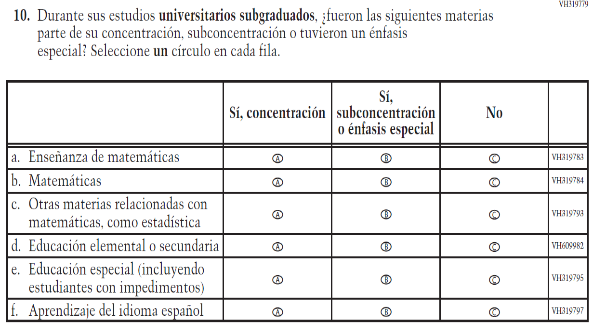 VH319779
10. Durante sus estudios universitarios subgraduados, ¿fueron las siguientes materias
parte de su concentración, subconcentración o tuvieron un énfasis
especial? Seleccione un círculo en cada fila.
Sí, concentración
Sí,
subconcentración
o énfasis especial
No
a. Enseñanza de matemáticas A B C VH319783
b. Matemáticas A B C VH319784
c. Otras materias relacionadas con
matemáticas, como estadística A B C VH319793
d. Educación elemental o secundaria A B C VH609982
e. Educación especial (incluyendo
estudiantes con impedimentos) A B C VH319795
f. Aprendizaje del idioma español A B C VH319797